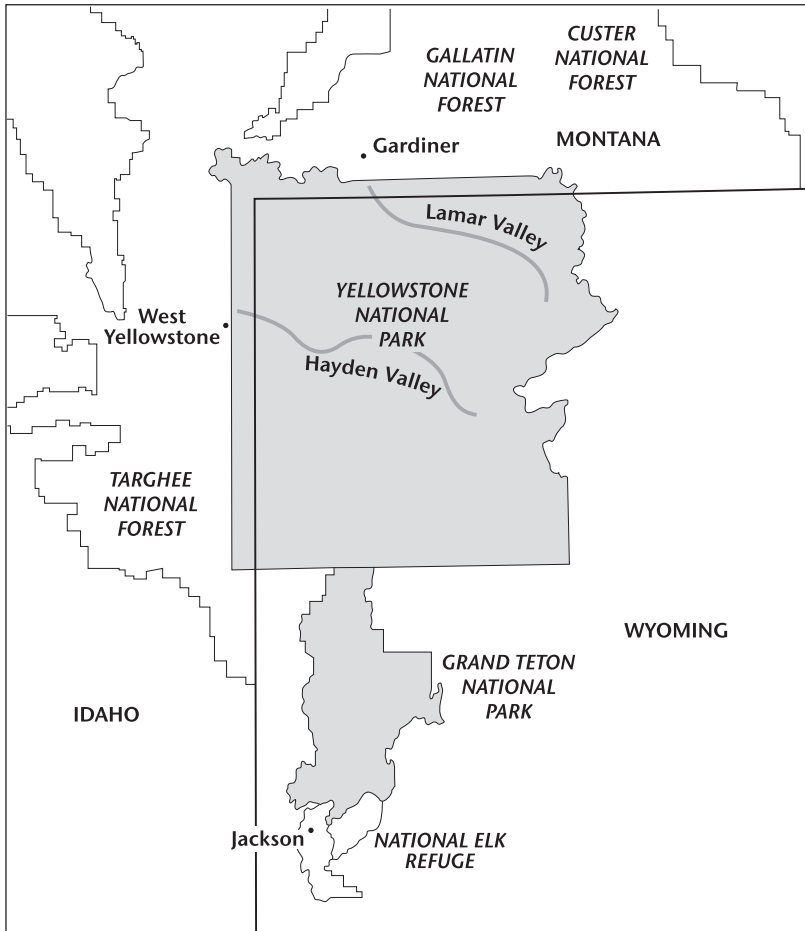 CUSTER
NATIONAL
FOREST
GALLATIN
NATIONAL
FOREST
MONTANA
Gardiner
Lamar Valley
YELLOWSTONE
NATIONAL
PARK
West
Yellowstone
Hayden Valley
TARGHEE
NATIONAL
FOREST
WYOMING
GRAND TETON
NATIONAL
PARK
IDAHO
Jackson
NATIONAL ELK
REFUGE